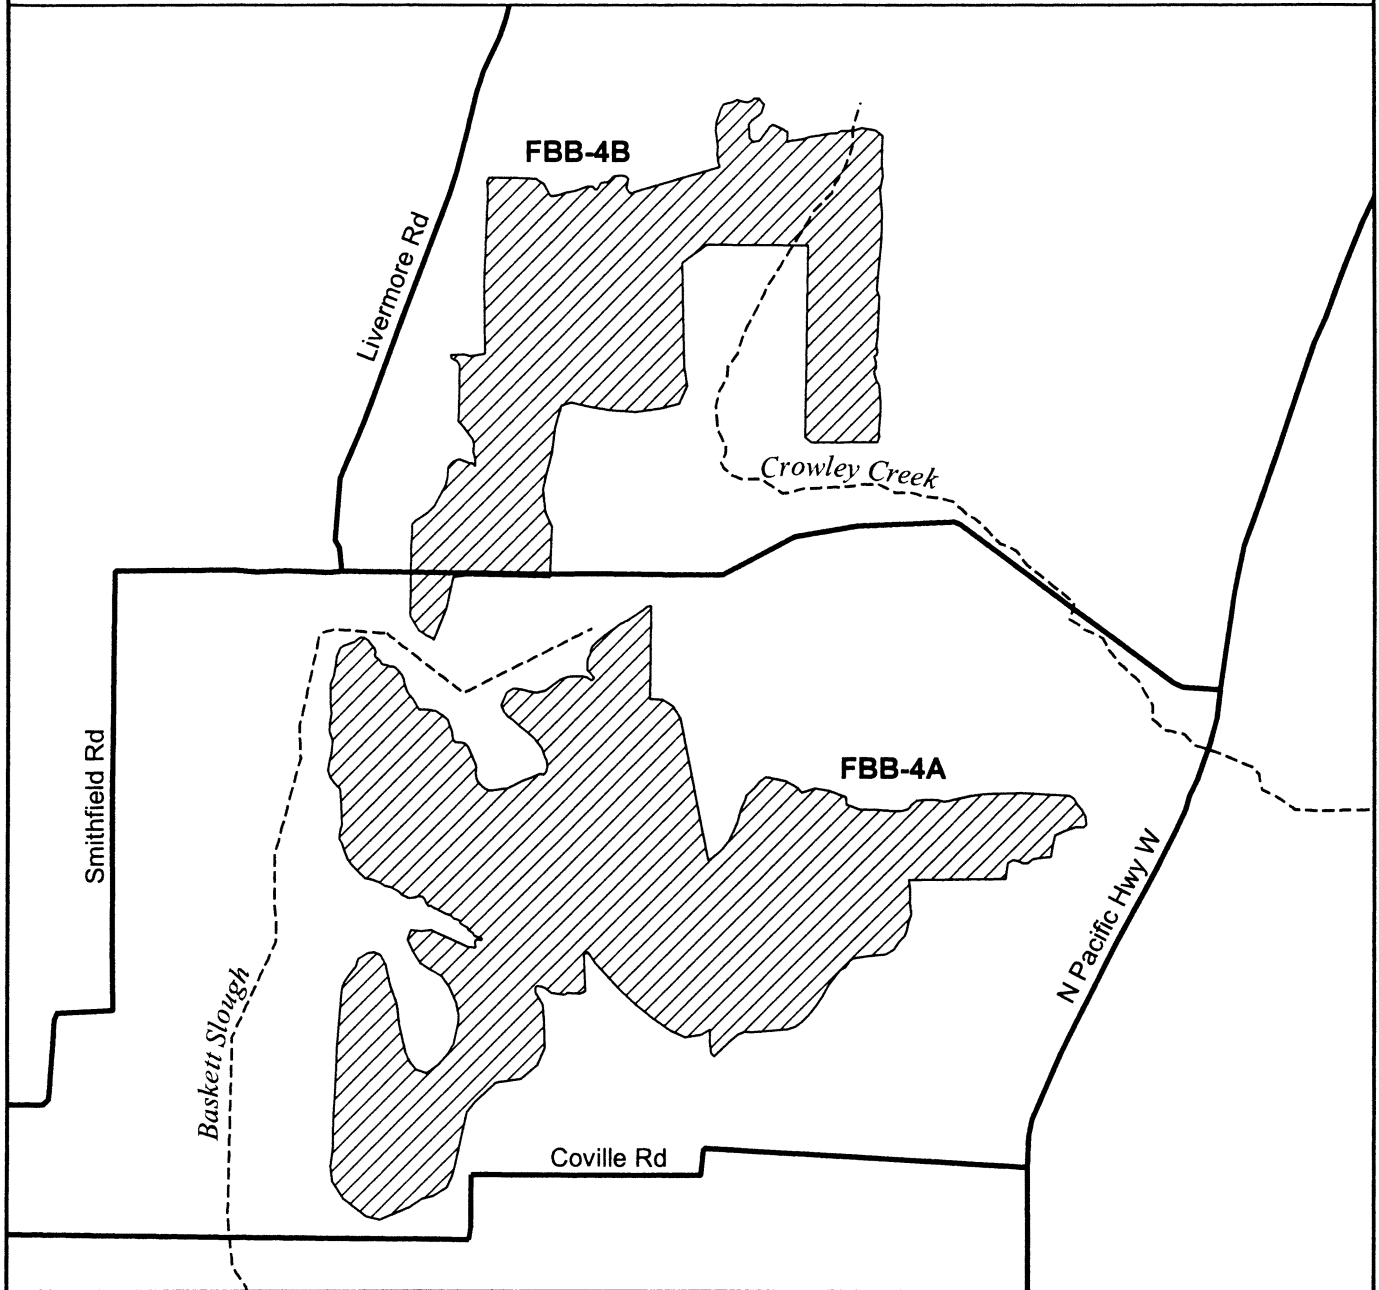 FBB-4B
Livermore Rd
Crowley Creek
Smithfield Rd
FBB-4A
N Pacific Hwy W
Baskett Slough
Coville Rd